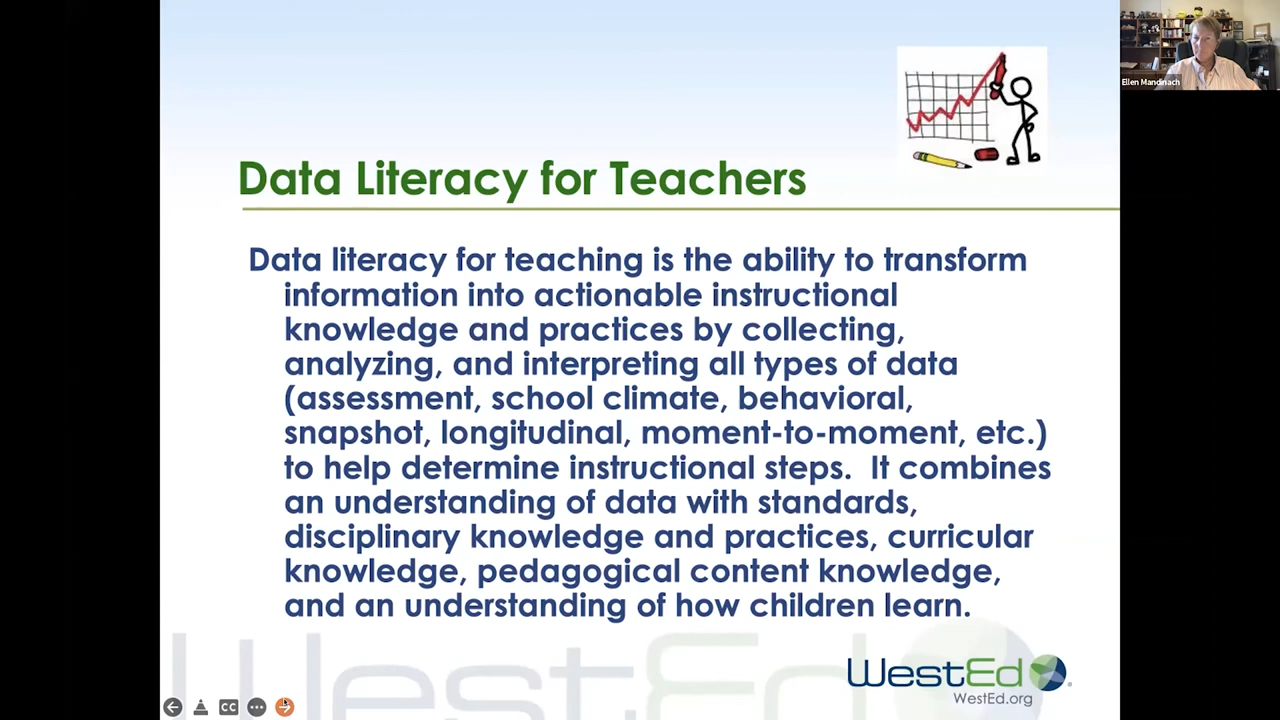 Ellen Mandinach
Data Literacy for Teachers
Data literacy for teaching is the ability to transform
information into actionable instructional
knowledge and practices by collecting,
analyzing, and interpreting all types of data
(assessment, school climate, behavioral,
snapshot, longitudinal, moment-to-moment, etc.)
to help determine instructional steps.  It combines
an understanding of data with standards,
disciplinary knowledge and practices, curricular
knowledge, pedagogical content knowledge,
and an understanding of how children learn.
WestEd
WestEd
WestEd.org
CC